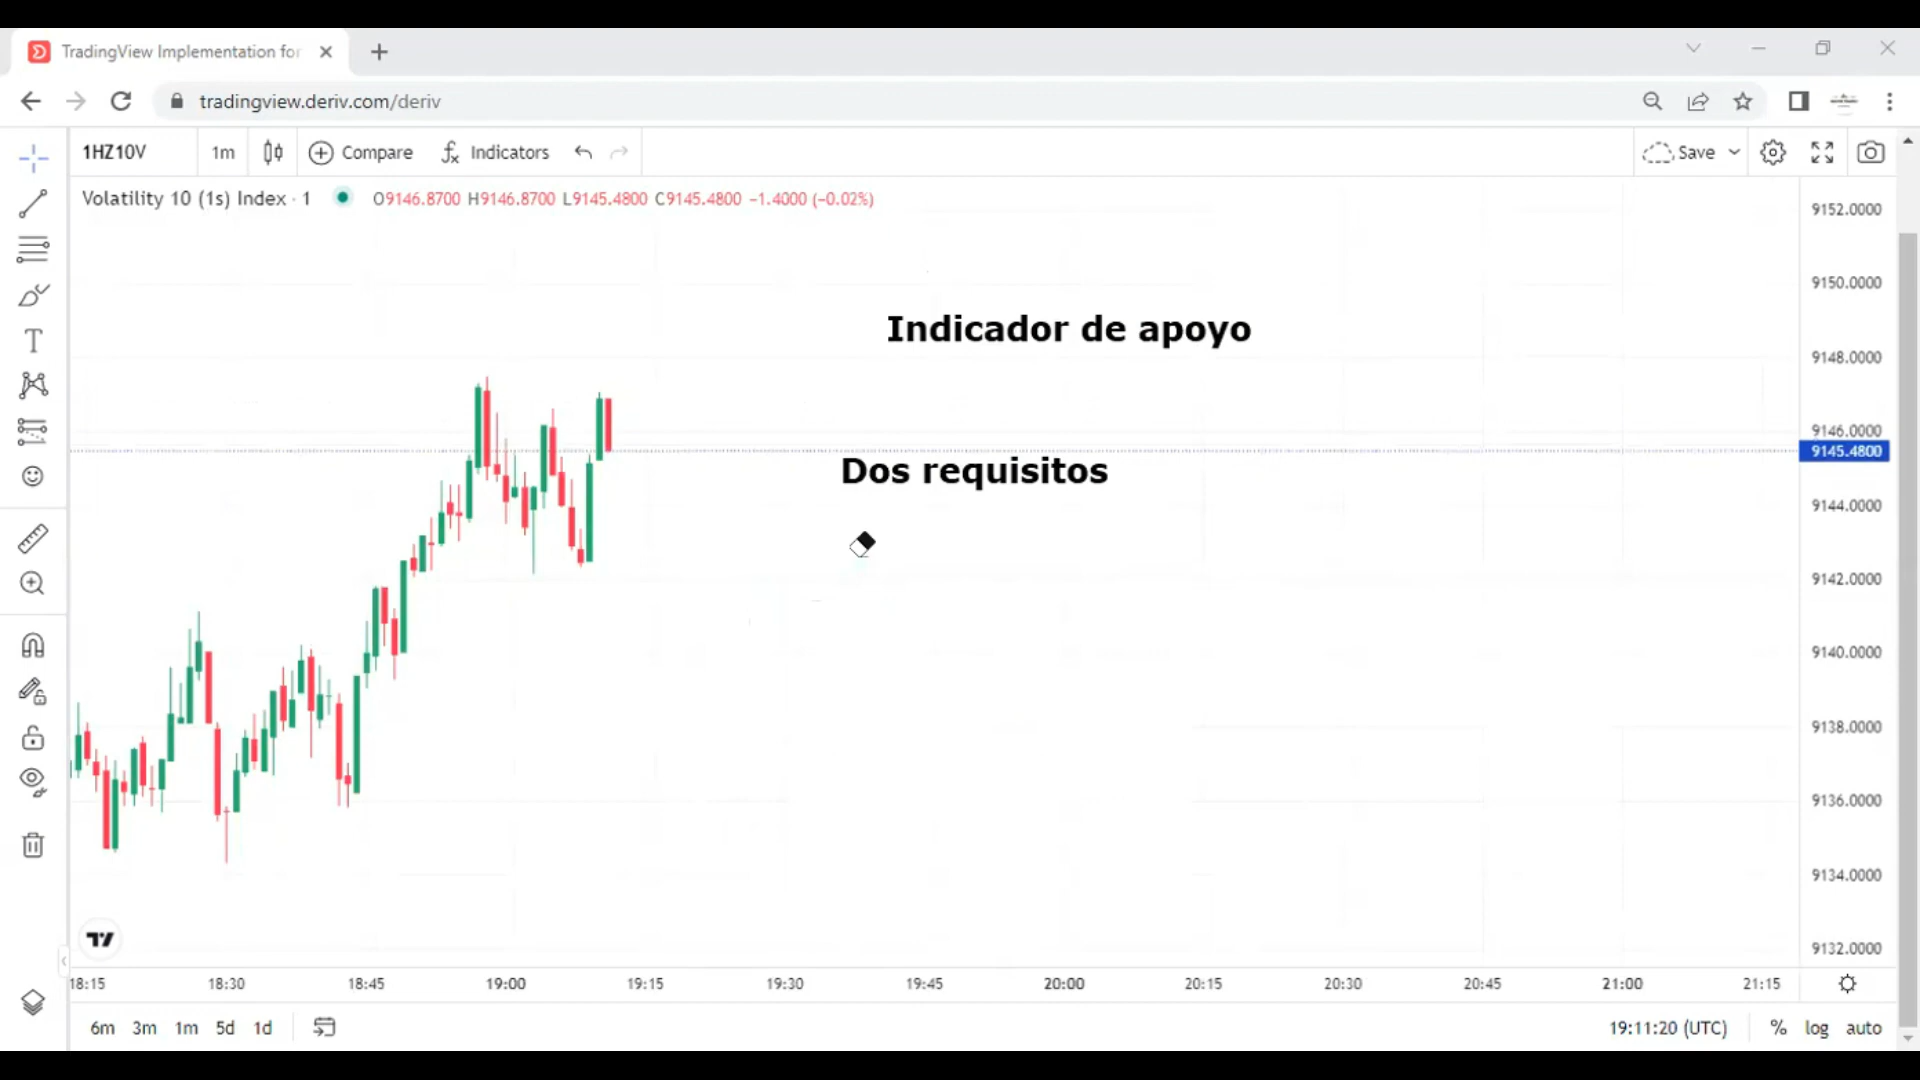 TradingView Implementation for
tradingview.deriv.com/deriv
1HZ10V 1m Compare Indicators Save
Volatility 10 (1s) Index · 1 O9146.8700 H9146.8700 L9145.4800 C9145.4800 −1.4000 (−0.02%)
9152.0000
9150.0000
Indicador de apoyo
9148.0000
9146.0000
9145.4800
Dos requisitos
9144.0000
9142.0000
9140.0000
9138.0000
9136.0000
9134.0000
9132.0000
18:15 18:30 18:45 19:00 19:15 19:30 19:45 20:00 20:15 20:30 20:45 21:00 21:15
6m 3m 1m 5d 1d 19:11:20 (UTC) % log auto